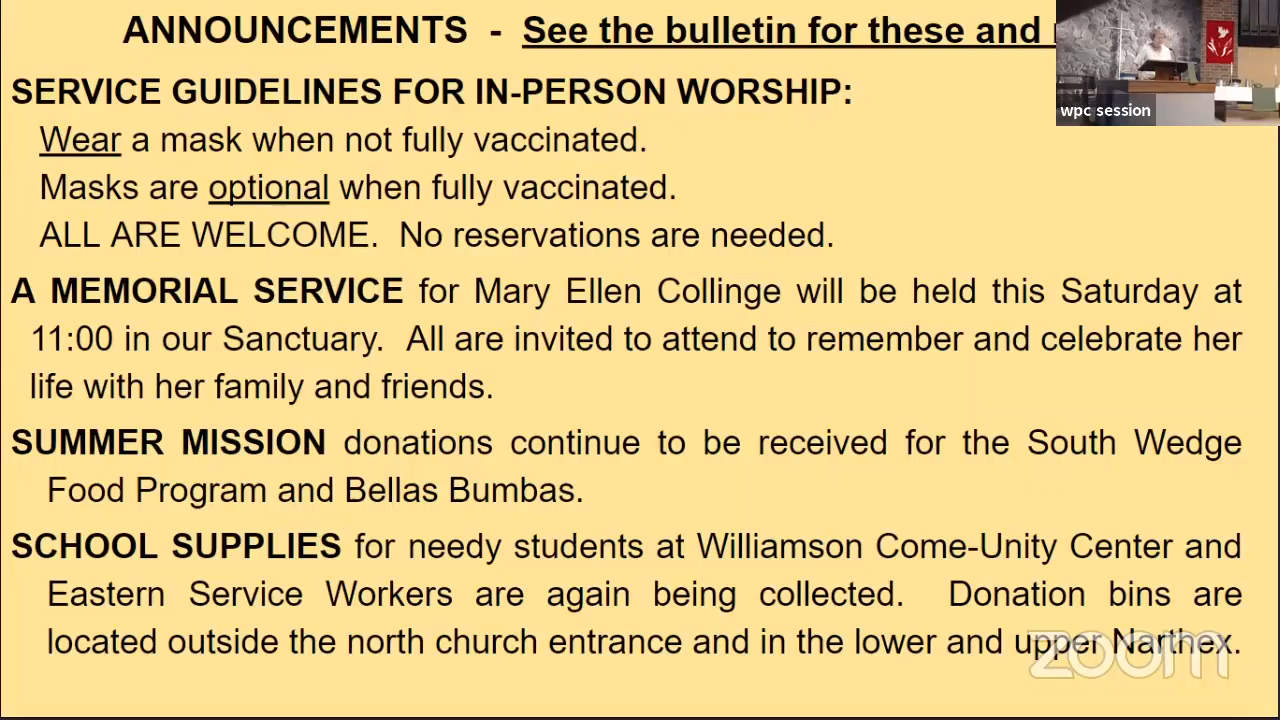 ANNOUNCEMENTS - See the bulletin for these and
wpc session
SERVICE GUIDELINES FOR IN-PERSON WORSHIP:
Wear a mask when not fully vaccinated.
Masks are optional when fully vaccinated.
ALL ARE WELCOME. No reservations are needed.
A MEMORIAL SERVICE for Mary Ellen Collinge will be held this Saturday at
11:00 in our Sanctuary. All are invited to attend to remember and celebrate her
life with her family and friends.
SUMMER MISSION donations continue to be received for the South Wedge
Food Program and Bellas Bumbas.
SCHOOL SUPPLIES for needy students at Williamson Come-Unity Center and
Eastern Service Workers are again being collected. Donation bins are
located outside the north church entrance and in the lower and upper Narthex.
zoom